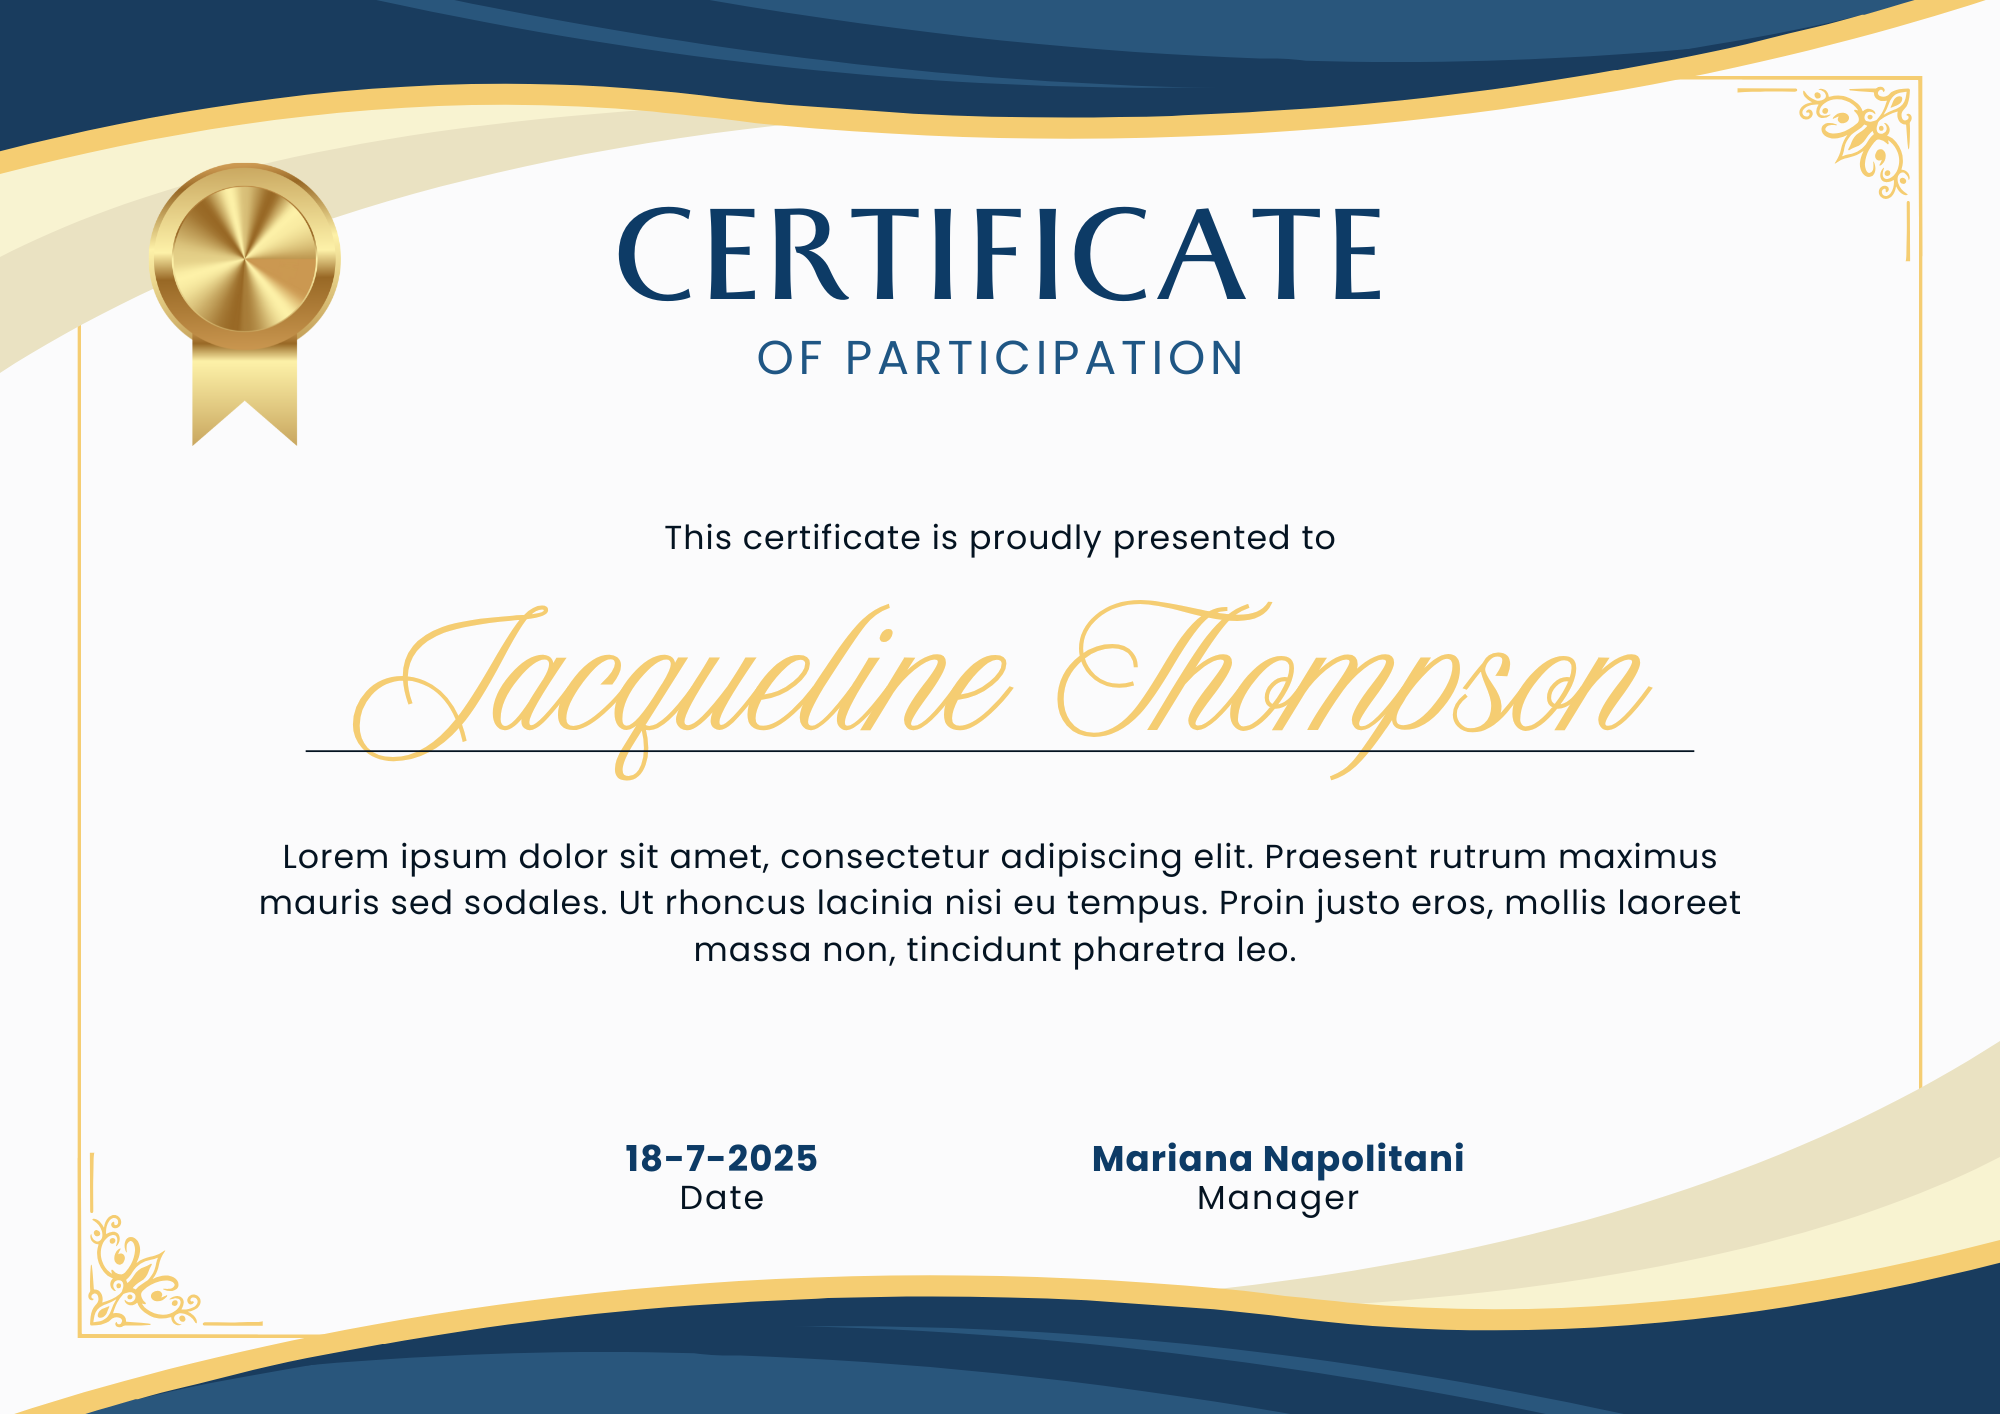 CERTIFICATE
OF PARTICIPATION
This certificate is proudly presented to
Jacqueline Thompson
Lorem ipsum dolor sit amet, consectetur adipiscing elit. Praesent rutrum maximus
mauris sed sodales. Ut rhoncus lacinia nisi eu tempus. Proin justo eros, mollis laoreet
massa non, tincidunt pharetra leo.
18-7-2025
Date
Mariana Napolitani
Manager